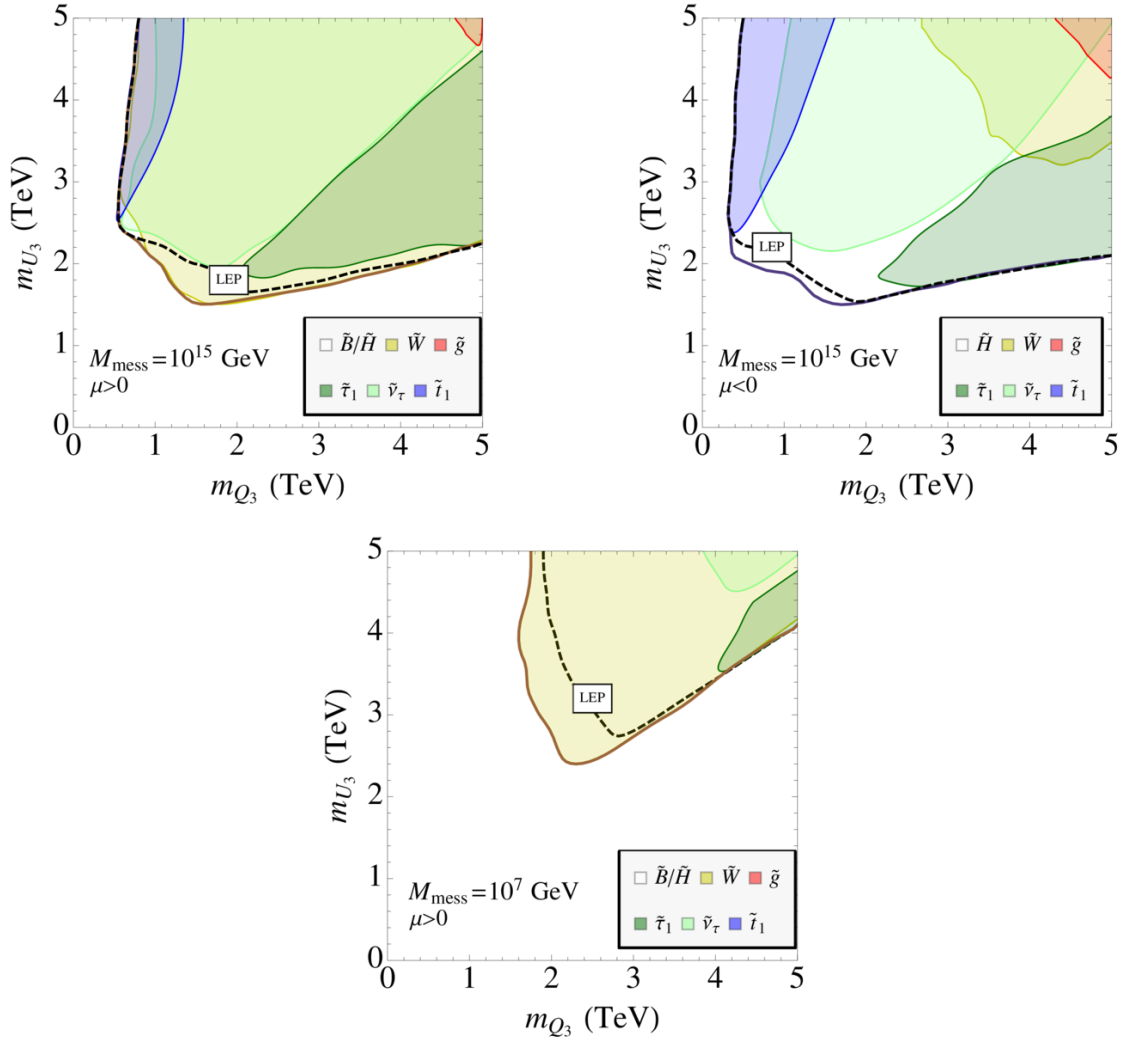 5
4
3
2
1
0
m_{U_3} (TeV)
LEP
M_mess=10^{15} GeV
μ>0
B̃/H̃ W̃ g̃
τ̃_1 ν̃_τ t̃_1
0 1 2 3 4 5
m_{Q_3} (TeV)
5
4
3
2
1
0
m_{U_3} (TeV)
LEP
M_mess=10^{15} GeV
μ<0
H̃ W̃ g̃
τ̃_1 ν̃_τ t̃_1
0 1 2 3 4 5
m_{Q_3} (TeV)
5
4
3
2
1
0
m_{U_3} (TeV)
LEP
M_mess=10^7 GeV
μ>0
B̃/H̃ W̃ g̃
τ̃_1 ν̃_τ t̃_1
0 1 2 3 4 5
m_{Q_3} (TeV)